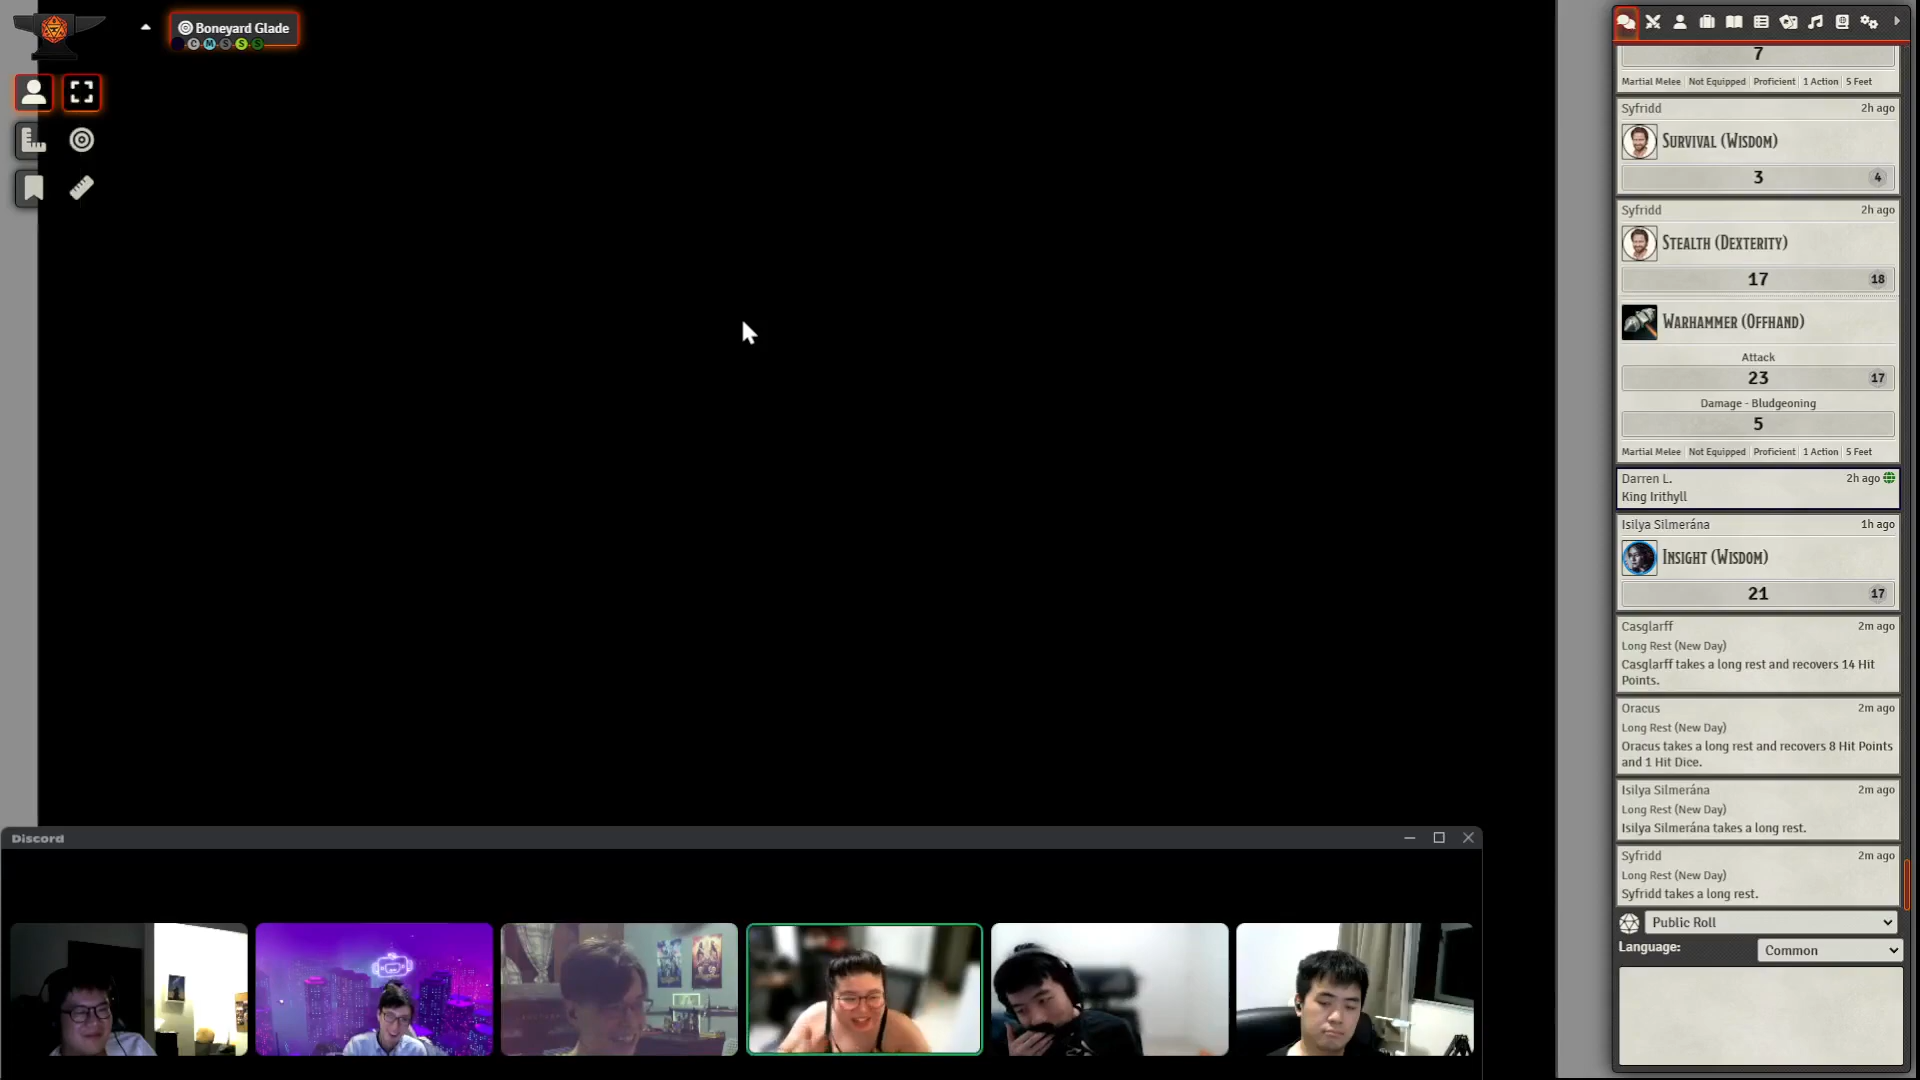 Boneyard Glade
C M S S S
7
Martial Melee Not Equipped Proficient 1 Action 5 Feet
Syfridd 2h ago
Survival (Wisdom)
3 4
Syfridd 2h ago
Stealth (Dexterity)
17 18
Warhammer (Offhand)
Attack
23 17
Damage - Bludgeoning
5
Martial Melee Not Equipped Proficient 1 Action 5 Feet
Darren L. 2h ago
King Irithyll
Isilya Silmerána 1h ago
Insight (Wisdom)
21 17
Casglarff 2m ago
Long Rest (New Day)
Casglarff takes a long rest and recovers 14 Hit
Points.
Oracus 2m ago
Long Rest (New Day)
Oracus takes a long rest and recovers 8 Hit Points
and 1 Hit Dice.
Isilya Silmerána 2m ago
Long Rest (New Day)
Isilya Silmerána takes a long rest.
Syfridd 2m ago
Long Rest (New Day)
Syfridd takes a long rest.
Public Roll
Language: Common
Discord